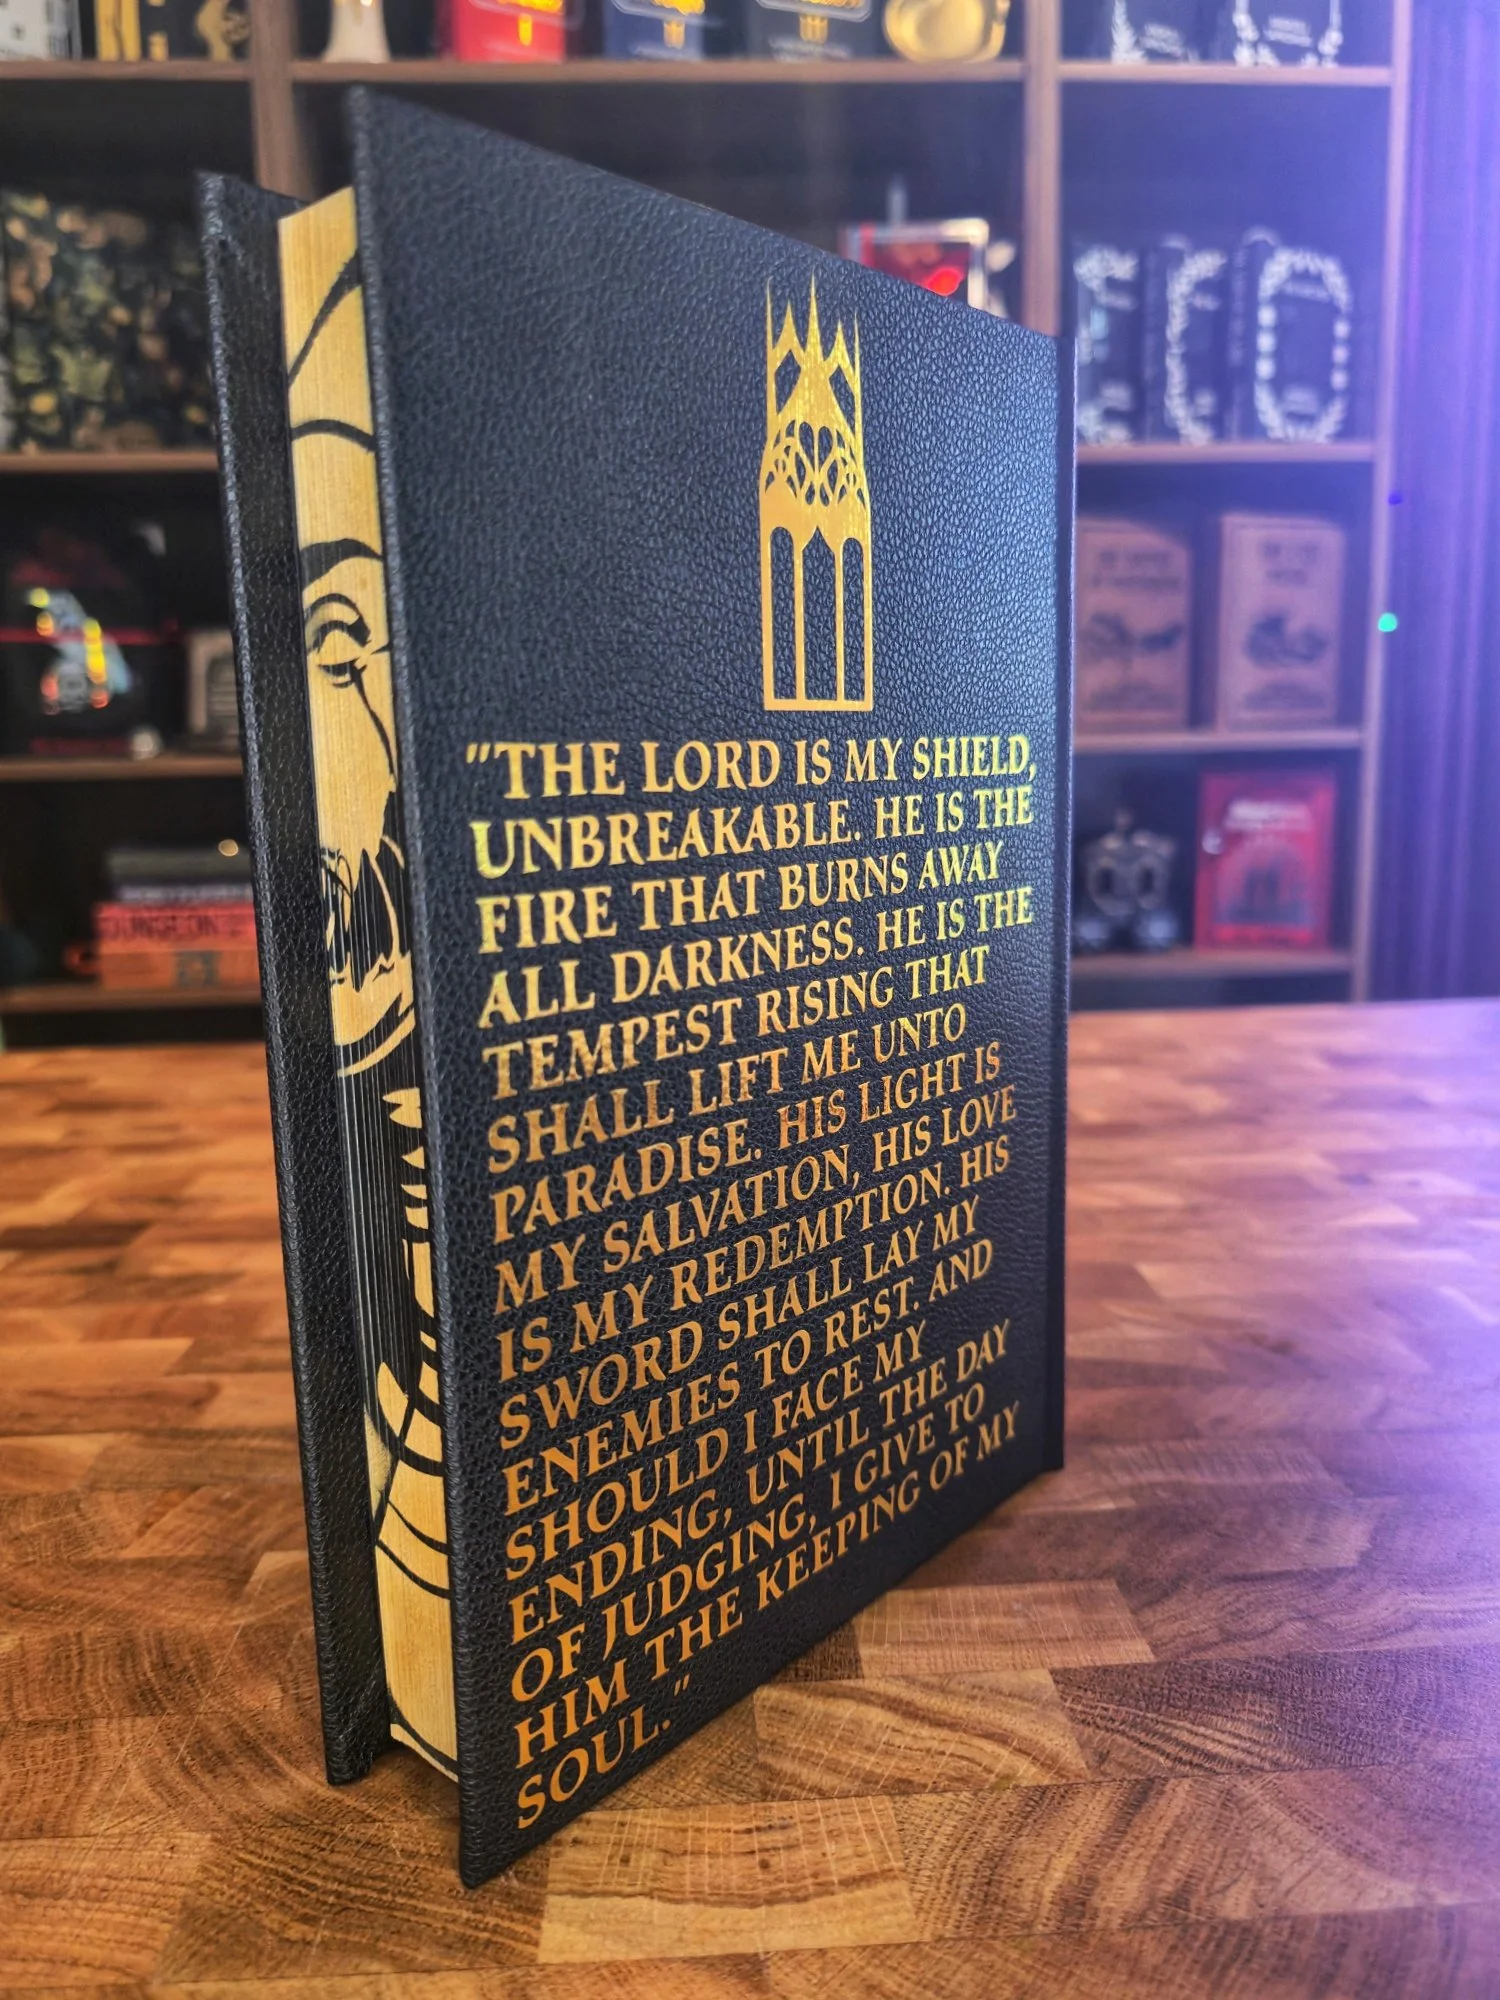 "THE LORD IS MY SHIELD,
UNBREAKABLE. HE IS THE
FIRE THAT BURNS AWAY
ALL DARKNESS. HE IS THE
TEMPEST RISING THAT
SHALL LIFT ME UNTO
PARADISE. HIS LIGHT IS
MY SALVATION, HIS LOVE
IS MY REDEMPTION. HIS
SWORD SHALL LAY MY
ENEMIES TO REST. AND
SHOULD I FACE MY
ENDING, UNTIL THE DAY
OF JUDGING, I GIVE TO
HIM THE KEEPING OF MY
SOUL."
DUNGEON